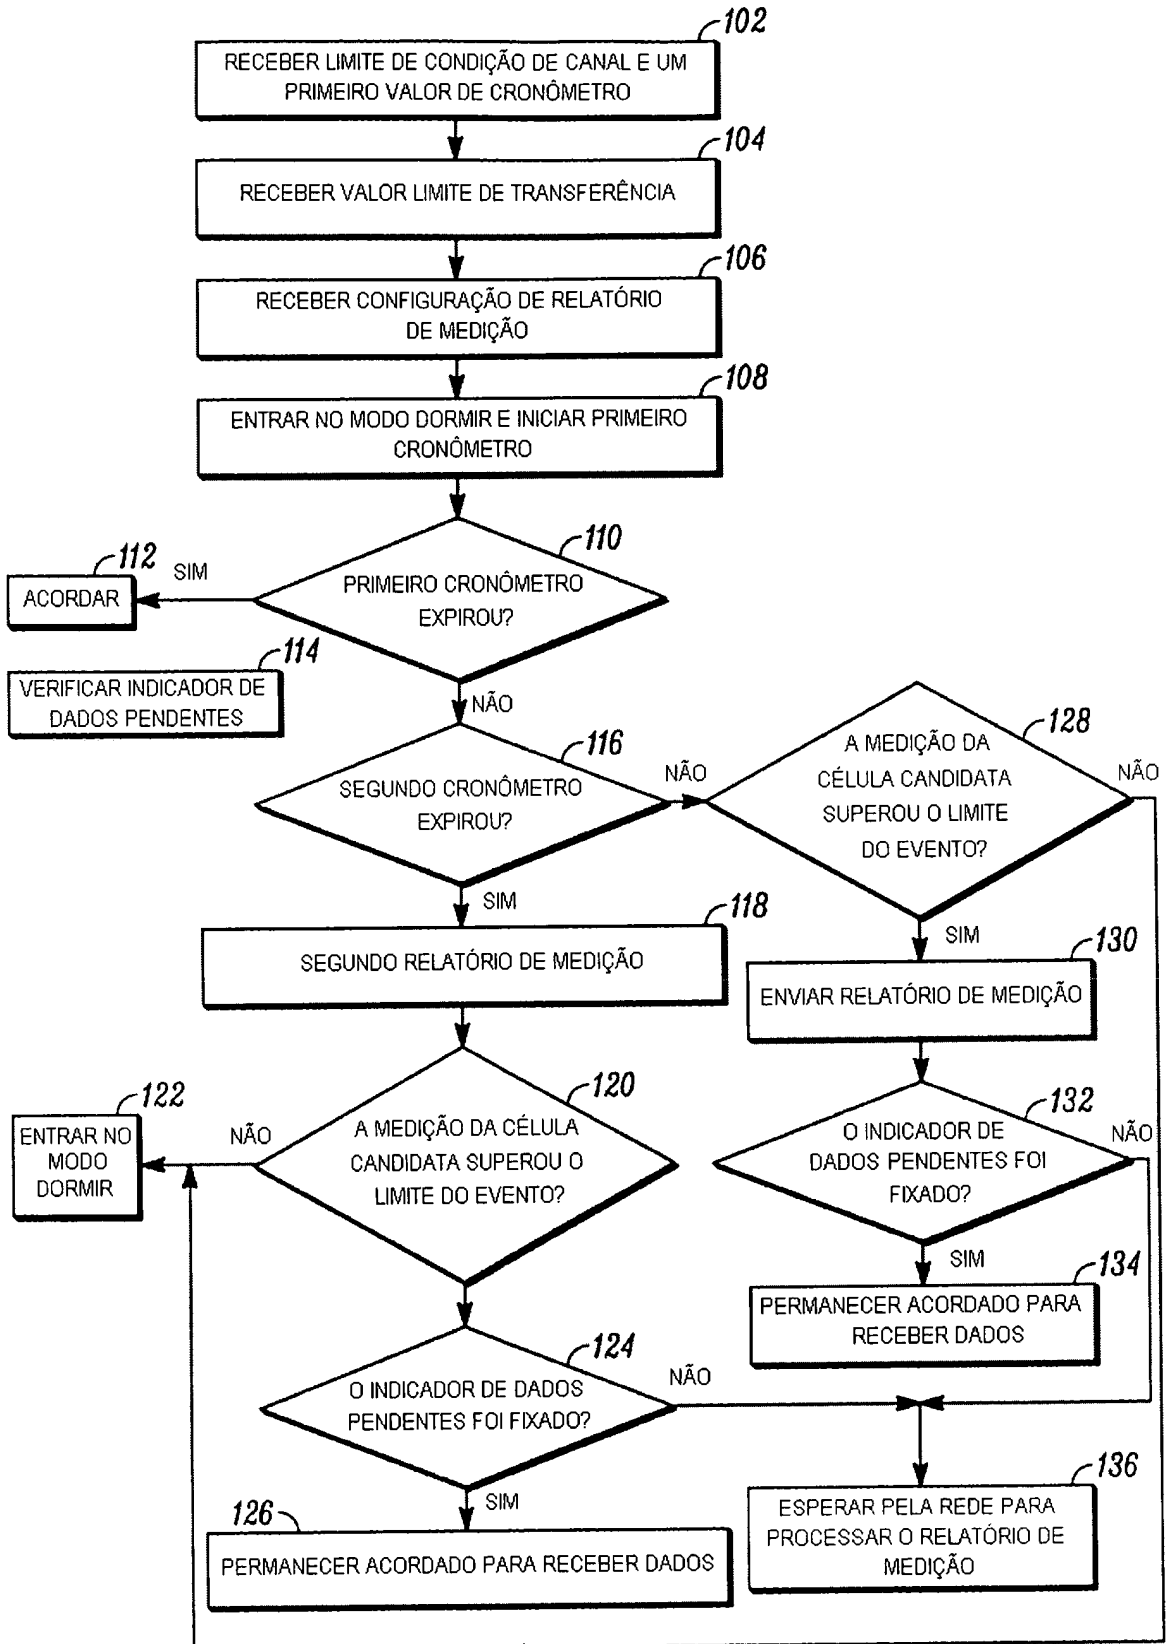 102
RECEBER LIMITE DE CONDIÇÃO DE CANAL E UM
PRIMEIRO VALOR DE CRONÔMETRO
104
RECEBER VALOR LIMITE DE TRANSFERÊNCIA
106
RECEBER CONFIGURAÇÃO DE RELATÓRIO
DE MEDIÇÃO
108
ENTRAR NO MODO DORMIR E INICIAR PRIMEIRO
CRONÔMETRO
110
PRIMEIRO CRONÔMETRO
EXPIROU?
SIM
112
ACORDAR
114
VERIFICAR INDICADOR DE
DADOS PENDENTES
NÃO
116
SEGUNDO CRONÔMETRO
EXPIROU?
NÃO
128
A MEDIÇÃO DA
CÉLULA CANDIDATA
SUPEROU O LIMITE
DO EVENTO?
NÃO
SIM
118
SEGUNDO RELATÓRIO DE MEDIÇÃO
SIM
130
ENVIAR RELATÓRIO DE MEDIÇÃO
120
A MEDIÇÃO DA CÉLULA
CANDIDATA SUPEROU O
LIMITE DO EVENTO?
NÃO
122
ENTRAR NO
MODO
DORMIR
132
O INDICADOR DE
DADOS PENDENTES FOI
FIXADO?
NÃO
SIM
134
PERMANECER ACORDADO PARA
RECEBER DADOS
124
O INDICADOR DE DADOS
PENDENTES FOI FIXADO?
NÃO
SIM
126
PERMANECER ACORDADO PARA RECEBER DADOS
136
ESPERAR PELA REDE PARA
PROCESSAR O RELATÓRIO DE
MEDIÇÃO